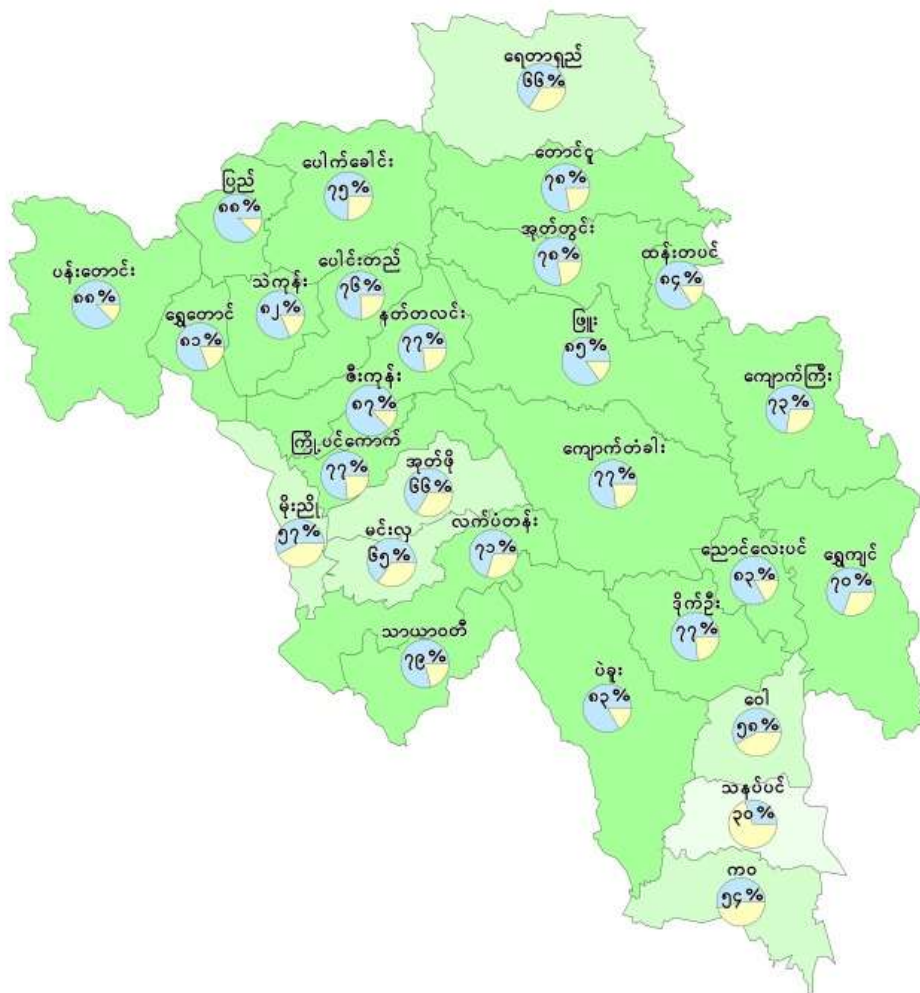 ရေတာရှည်
၆၆%
တောင်ငူ
၇၈%
ပေါက်ခေါင်း
၇၅%
ပြည်
၈၈%
အုတ်တွင်း
၇၈%
ထန်းတပင်
၈၄%
ပန်းတောင်း
၈၈%
သဲကုန်း
၈၂%
ပေါင်းတည်
၇၆%
ရွှေတောင်
၈၁%
နတ်တလင်း
၇၇%
ဖြူး
၈၅%
ကျောက်ကြီး
၇၃%
ဇီးကုန်း
၈၇%
ကြို့ပင်ကောက်
၇၇%
အုတ်ဖို
၆၆%
ကျောက်တံခါး
၇၇%
မိုးညို
၅၇%
မင်းလှ
၆၅%
လက်ပံတန်း
၇၁%
ညောင်လေးပင်
၈၃%
ရွှေကျင်
၇၀%
ဒိုက်ဦး
၇၇%
သာယာဝတီ
၇၉%
ပဲခူး
၈၃%
ဝေါ
၅၈%
သနပ်ပင်
၃၀%
ကဝ
၅၄%